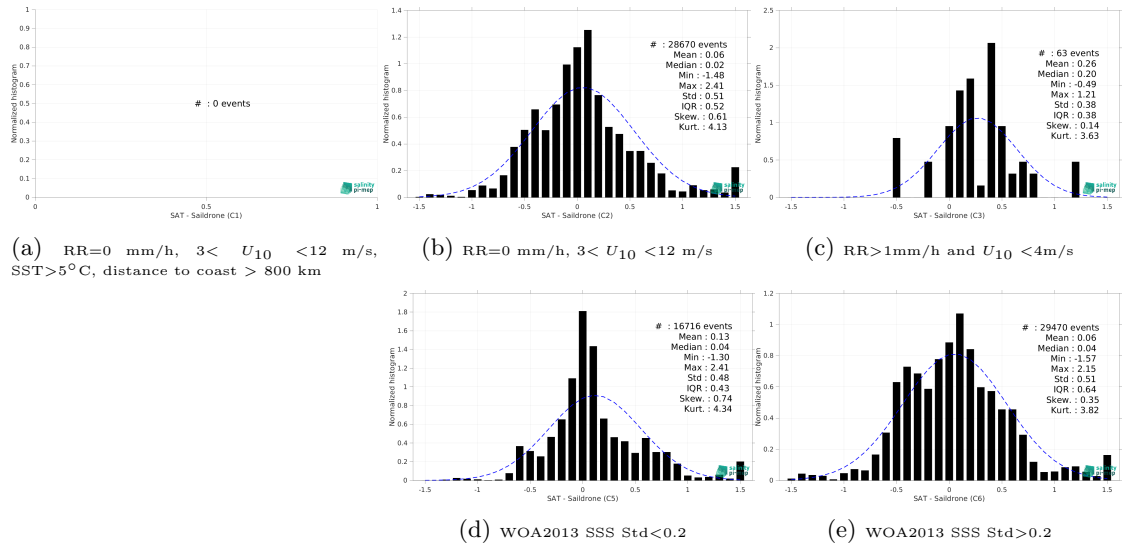 1
0.9
0.8
0.7
0.6
0.5
0.4
0.3
0.2
0.1
0
Normalized histogram
# : 0 events
salinity
pi-mep
0 0.5 1
SAT - Saildrone (C1)
(a) RR=0 mm/h, 3< U10 <12 m/s,
SST>5°C, distance to coast > 800 km
1.4
1.2
1
0.8
0.6
0.4
0.2
0
Normalized histogram
# : 28670 events
Mean : 0.06
Median : 0.02
Min : -1.48
Max : 2.41
Std : 0.51
IQR : 0.52
Skew. : 0.61
Kurt. : 4.13
salinity
pi-mep
-1.5 -1 -0.5 0 0.5 1 1.5
SAT - Saildrone (C2)
(b) RR=0 mm/h, 3< U10 <12 m/s
2.5
2
1.5
1
0.5
0
Normalized histogram
# : 63 events
Mean : 0.26
Median : 0.20
Min : -0.49
Max : 1.21
Std : 0.38
IQR : 0.38
Skew. : 0.14
Kurt. : 3.63
salinity
pi-mep
-1.5 -1 -0.5 0 0.5 1 1.5
SAT - Saildrone (C3)
(c) RR>1mm/h and U10 <4m/s
2
1.8
1.6
1.4
1.2
1
0.8
0.6
0.4
0.2
0
Normalized histogram
# : 16716 events
Mean : 0.13
Median : 0.04
Min : -1.30
Max : 2.41
Std : 0.48
IQR : 0.43
Skew. : 0.74
Kurt. : 4.34
salinity
pi-mep
-1.5 -1 -0.5 0 0.5 1 1.5
SAT - Saildrone (C5)
(d) WOA2013 SSS Std<0.2
1.2
1
0.8
0.6
0.4
0.2
0
Normalized histogram
# : 29470 events
Mean : 0.06
Median : 0.04
Min : -1.57
Max : 2.15
Std : 0.51
IQR : 0.64
Skew. : 0.35
Kurt. : 3.82
salinity
pi-mep
-1.5 -1 -0.5 0 0.5 1 1.5
SAT - Saildrone (C6)
(e) WOA2013 SSS Std>0.2